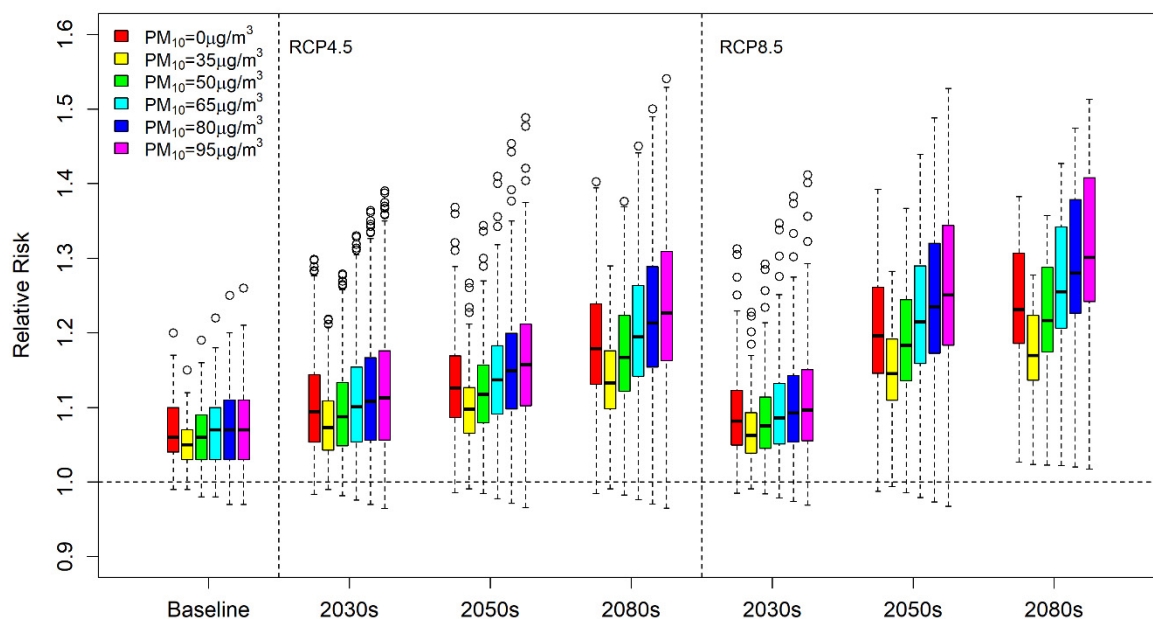 Relative Risk
1.6
1.5
1.4
1.3
1.2
1.1
1.0
0.9
PM₁₀=0μg/m³
PM₁₀=35μg/m³
PM₁₀=50μg/m³
PM₁₀=65μg/m³
PM₁₀=80μg/m³
PM₁₀=95μg/m³
RCP4.5
RCP8.5
Baseline 2030s 2050s 2080s 2030s 2050s 2080s